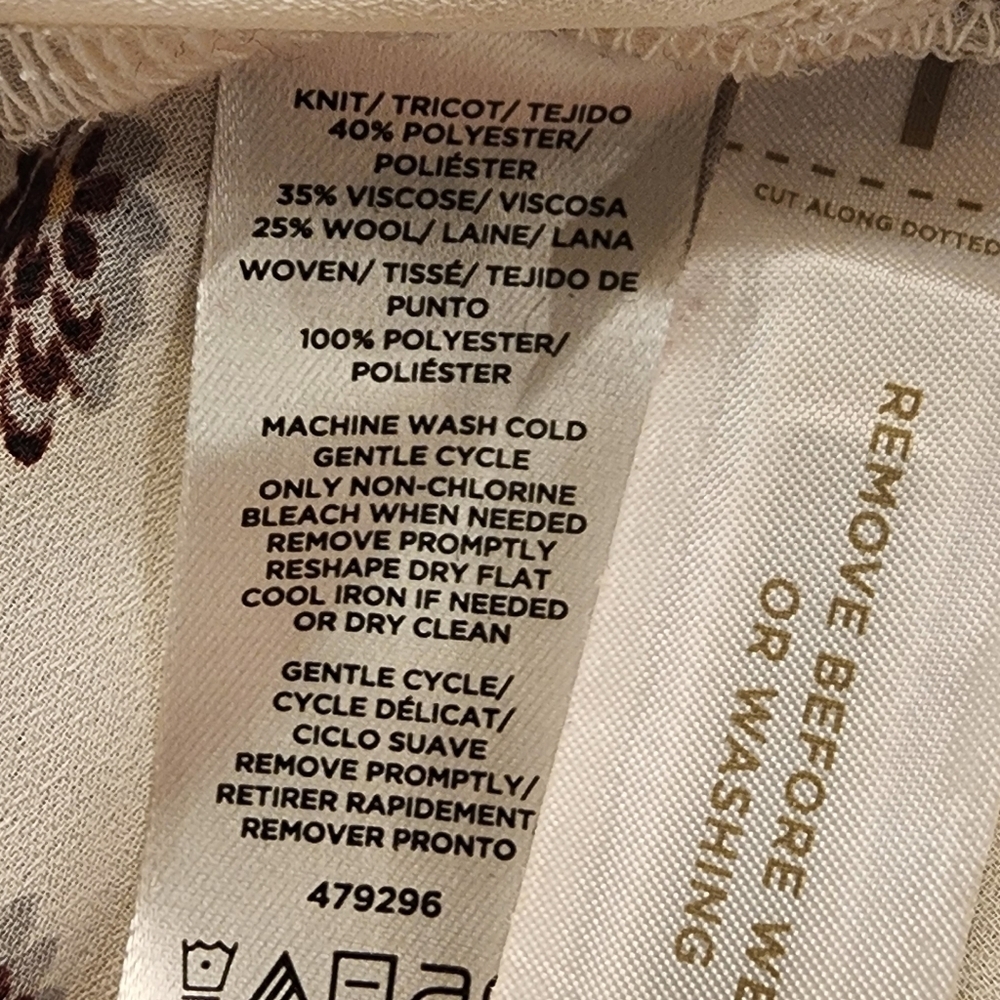 KNIT/ TRICOT/ TEJIDO
40% POLYESTER/
POLIÉSTER
35% VISCOSE/ VISCOSA
25% WOOL/ LAINE/ LANA
WOVEN/ TISSÉ/ TEJIDO DE
PUNTO
100% POLYESTER/
POLIÉSTER
MACHINE WASH COLD
GENTLE CYCLE
ONLY NON-CHLORINE
BLEACH WHEN NEEDED
REMOVE PROMPTLY
RESHAPE DRY FLAT
COOL IRON IF NEEDED
OR DRY CLEAN
GENTLE CYCLE/
CYCLE DÉLICAT/
CICLO SUAVE
REMOVE PROMPTLY/
RETIRER RAPIDEMENT
REMOVER PRONTO
479296
CUT ALONG DOTTED
REMOVE BEFORE WE
OR WASHING